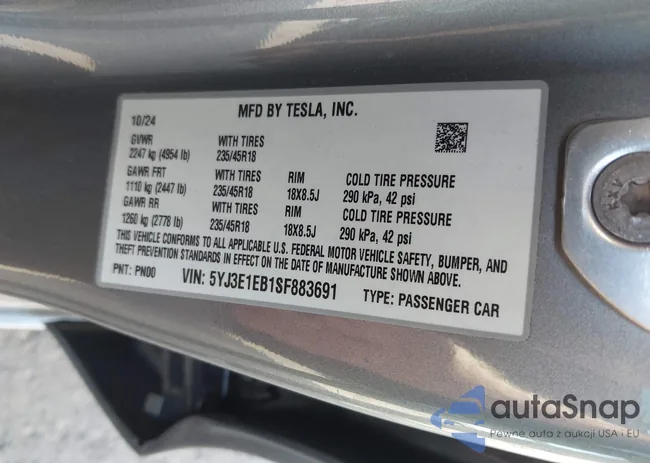 MFD BY TESLA, INC.
10/24
GVWR WITH TIRES
2247 kg (4954 lb) 235/45R18
GAWR FRT WITH TIRES RIM COLD TIRE PRESSURE
1110 kg (2447 lb) 235/45R18 18X8.5J 290 kPa, 42 psi
GAWR RR WITH TIRES RIM COLD TIRE PRESSURE
1260 kg (2778 lb) 235/45R18 18X8.5J 290 kPa, 42 psi
THIS VEHICLE CONFORMS TO ALL APPLICABLE U.S. FEDERAL MOTOR VEHICLE SAFETY, BUMPER, AND
THEFT PREVENTION STANDARDS IN EFFECT ON THE DATE OF MANUFACTURE SHOWN ABOVE.
PNT: PN00 VIN: 5YJ3E1EB1SF883691 TYPE: PASSENGER CAR
autaSnap
Pewne auta z aukcji USA i EU